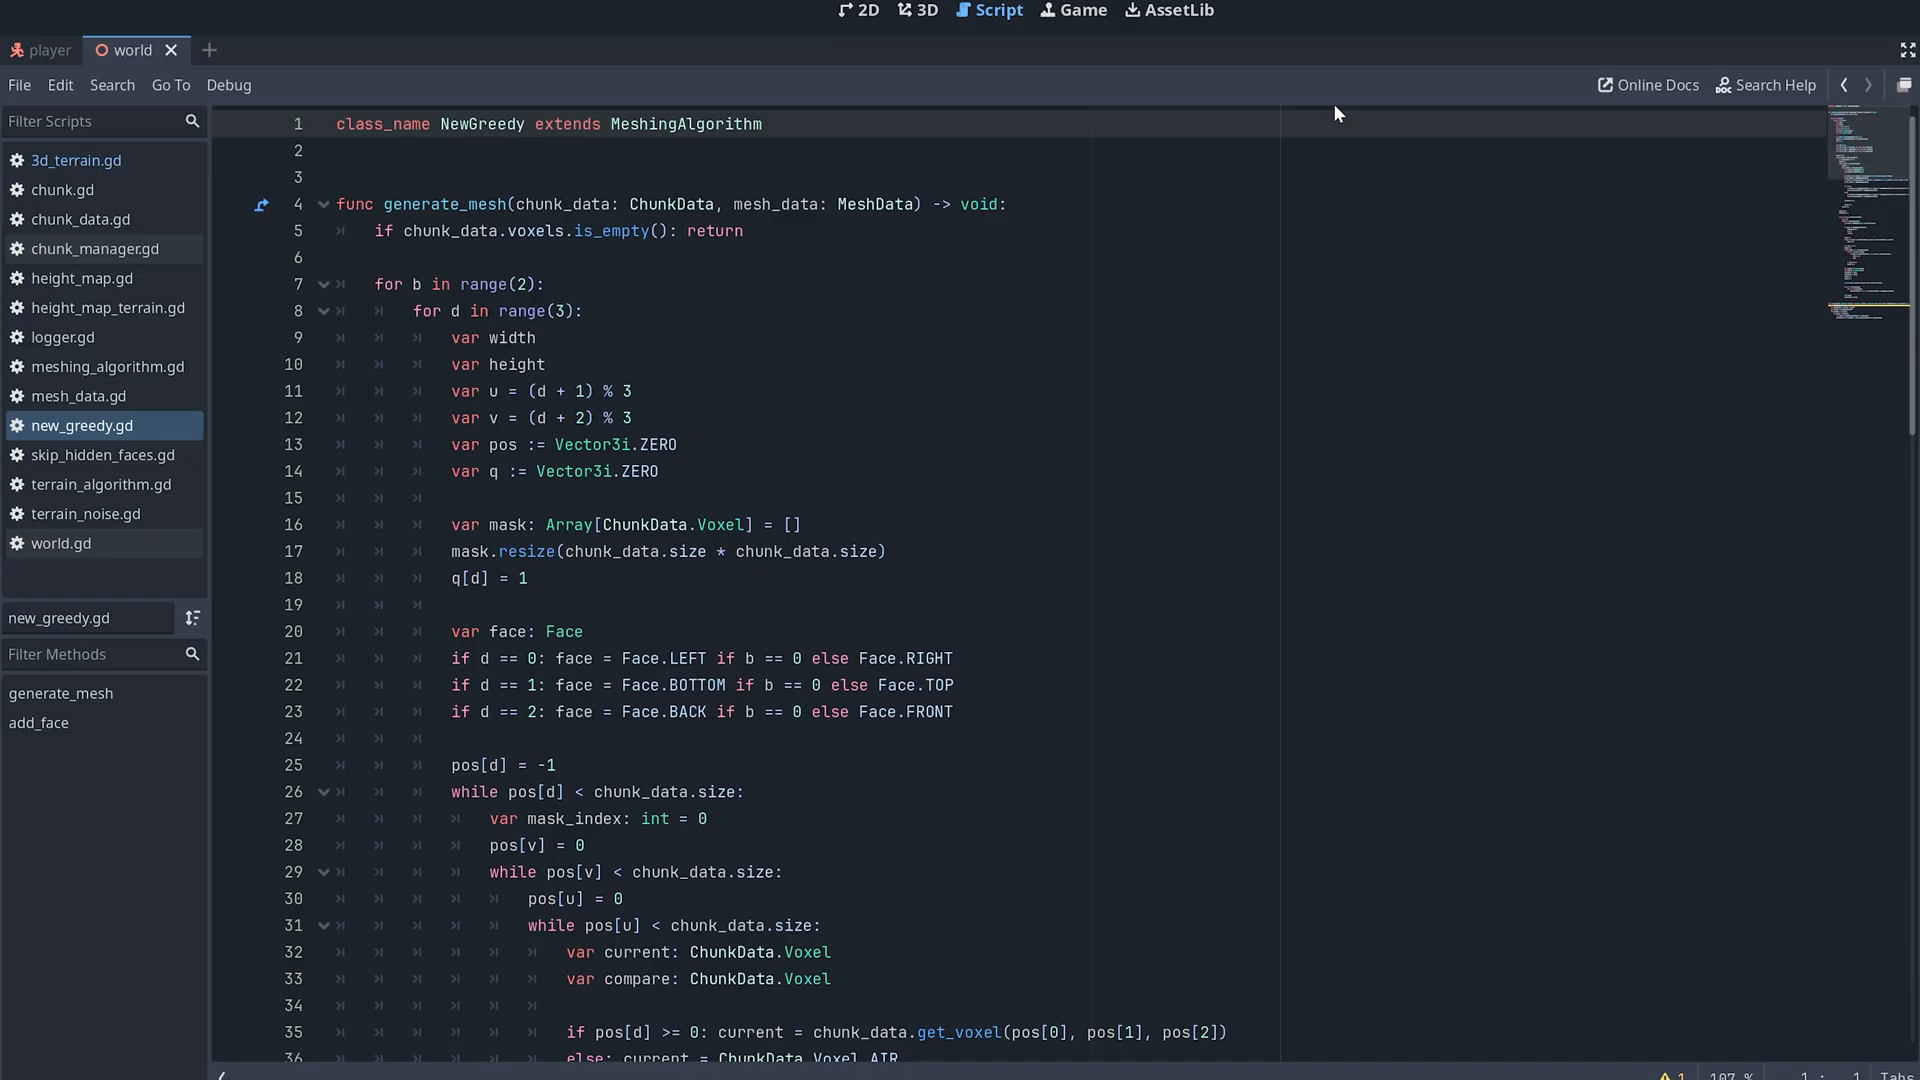 2D 3D Script Game AssetLib
player world
File Edit Search Go To Debug Online Docs Search Help
Filter Scripts
3d_terrain.gd
chunk.gd
chunk_data.gd
chunk_manager.gd
height_map.gd
height_map_terrain.gd
logger.gd
meshing_algorithm.gd
mesh_data.gd
new_greedy.gd
skip_hidden_faces.gd
terrain_algorithm.gd
terrain_noise.gd
world.gd
new_greedy.gd
Filter Methods
generate_mesh
add_face
1 class_name NewGreedy extends MeshingAlgorithm
2
3
4 func generate_mesh(chunk_data: ChunkData, mesh_data: MeshData) -> void:
5 if chunk_data.voxels.is_empty(): return
6
7 for b in range(2):
8 for d in range(3):
9 var width
10 var height
11 var u = (d + 1) % 3
12 var v = (d + 2) % 3
13 var pos := Vector3i.ZERO
14 var q := Vector3i.ZERO
15
16 var mask: Array[ChunkData.Voxel] = []
17 mask.resize(chunk_data.size * chunk_data.size)
18 q[d] = 1
19
20 var face: Face
21 if d == 0: face = Face.LEFT if b == 0 else Face.RIGHT
22 if d == 1: face = Face.BOTTOM if b == 0 else Face.TOP
23 if d == 2: face = Face.BACK if b == 0 else Face.FRONT
24
25 pos[d] = -1
26 while pos[d] < chunk_data.size:
27 var mask_index: int = 0
28 pos[v] = 0
29 while pos[v] < chunk_data.size:
30 pos[u] = 0
31 while pos[u] < chunk_data.size:
32 var current: ChunkData.Voxel
33 var compare: ChunkData.Voxel
34
35 if pos[d] >= 0: current = chunk_data.get_voxel(pos[0], pos[1], pos[2])
36 else: current = ChunkData.Voxel.AIR
1 107 % 1 : 1 Tabs